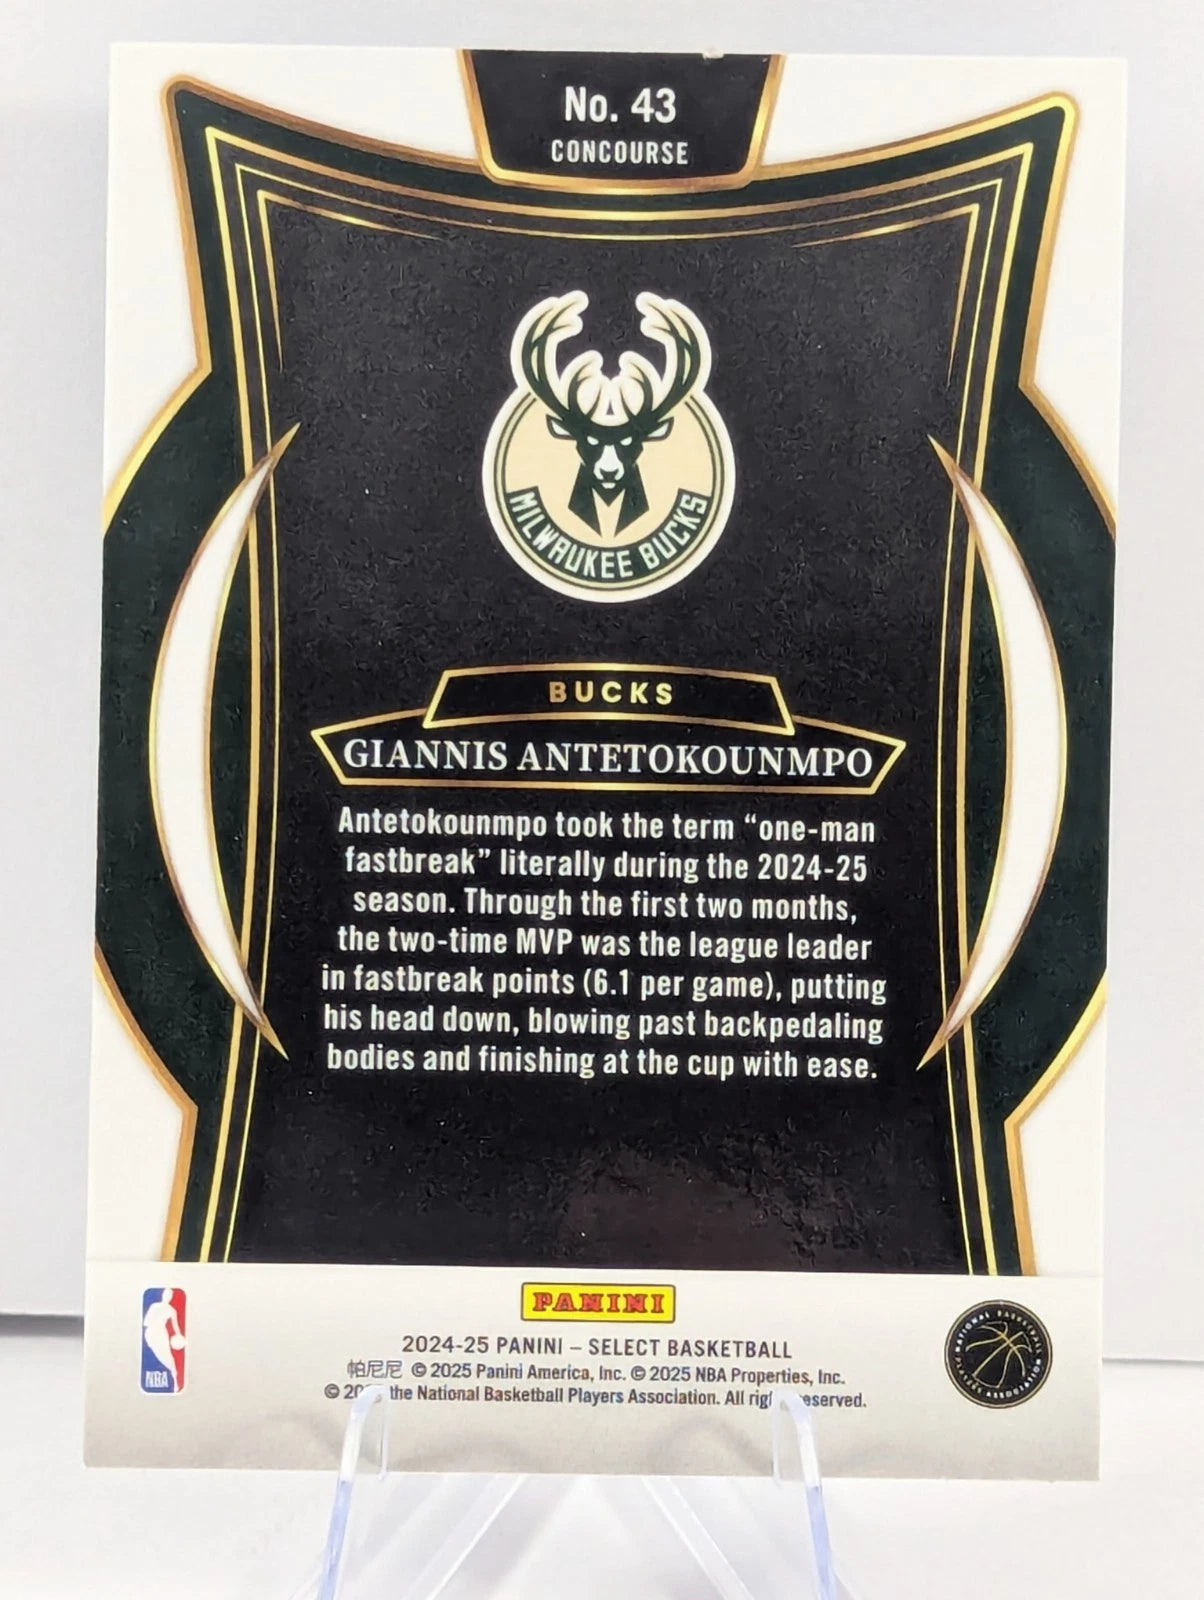 No. 43
CONCOURSE
MILWAUKEE BUCKS
BUCKS
GIANNIS ANTETOKOUNMPO
Antetokounmpo took the term “one-man
fastbreak” literally during the 2024-25
season. Through the first two months,
the two-time MVP was the league leader
in fastbreak points (6.1 per game), putting
his head down, blowing past backpedaling
bodies and finishing at the cup with ease.
PANINI
2024-25 PANINI – SELECT BASKETBALL
帕尼尼 © 2025 Panini America, Inc. © 2025 NBA Properties, Inc.
© the National Basketball Players Association. All reserved.
NBA
NATIONAL BASKETBALL PLAYERS ASSOCIATION